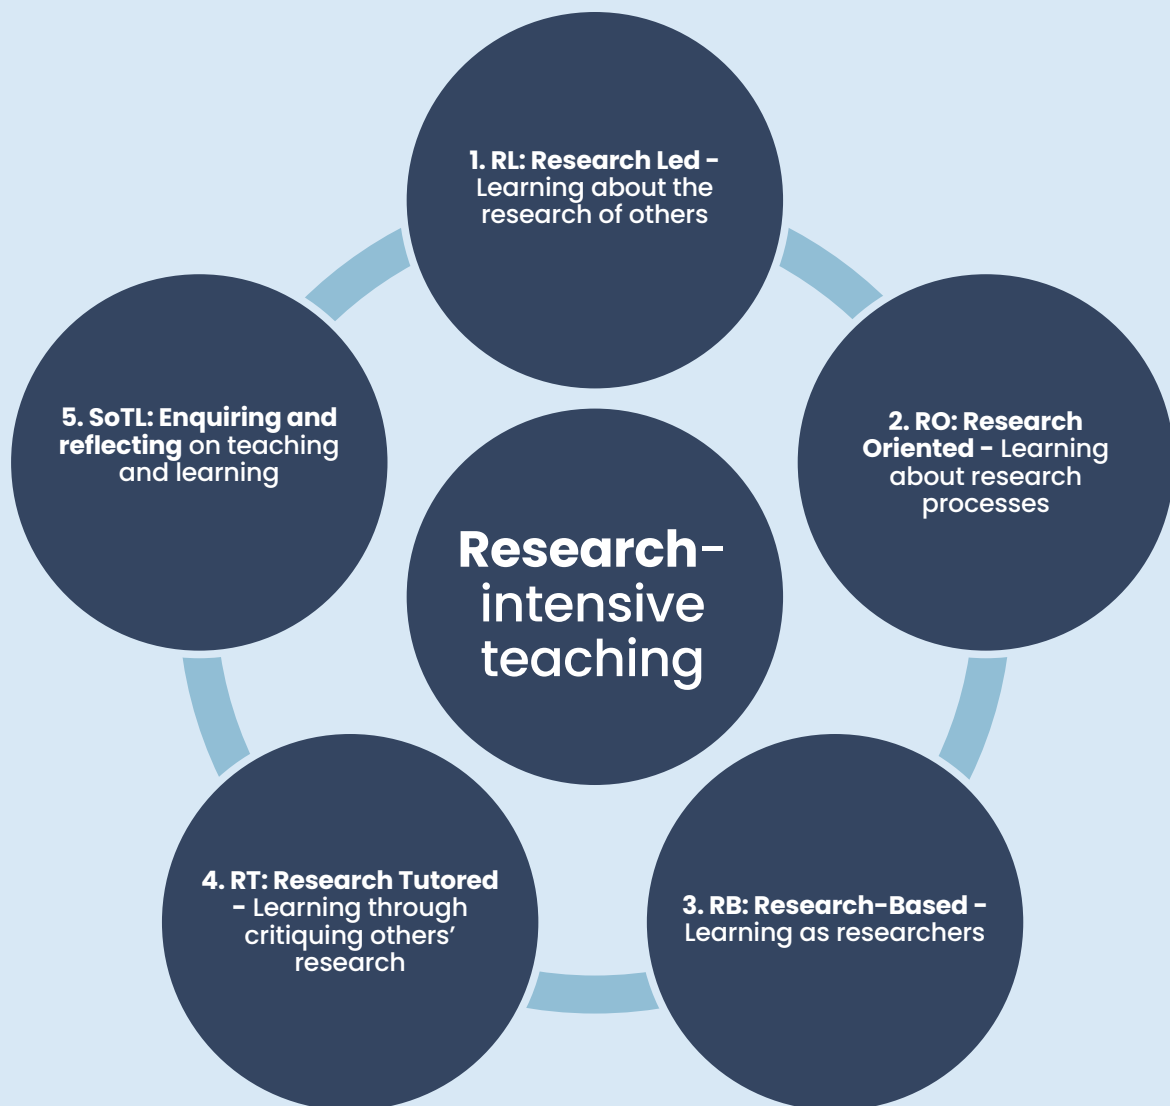 1. RL: Research Led –
Learning about the
research of others
2. RO: Research
Oriented – Learning
about research
processes
3. RB: Research-Based –
Learning as researchers
4. RT: Research Tutored
– Learning through
critiquing others’
research
5. SoTL: Enquiring and
reflecting on teaching
and learning
Research-
intensive
teaching